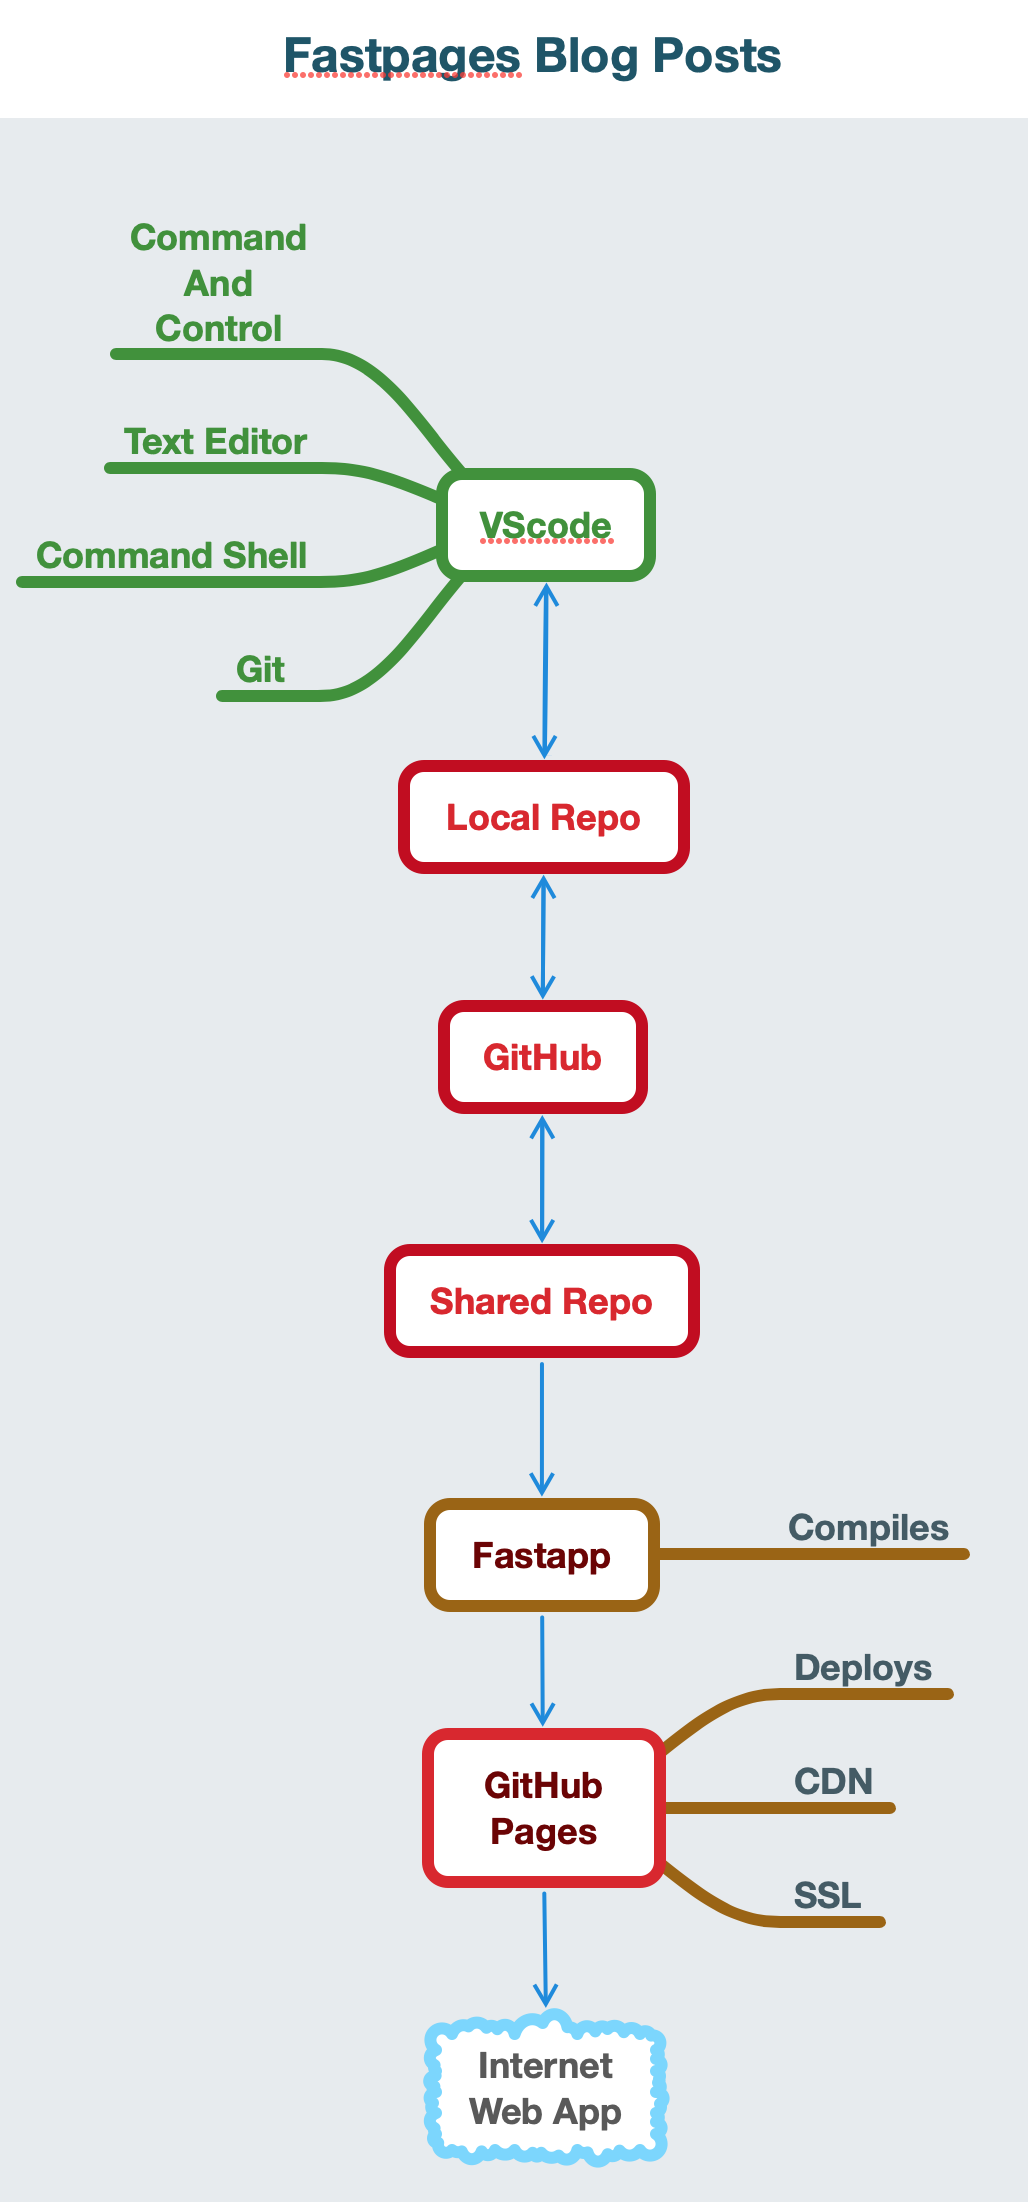 Fastpages Blog Posts
Command
And
Control
Text Editor
Command Shell
Git
VScode
Local Repo
GitHub
Shared Repo
Fastapp
Compiles
GitHub
Pages
Deploys
CDN
SSL
Internet
Web App